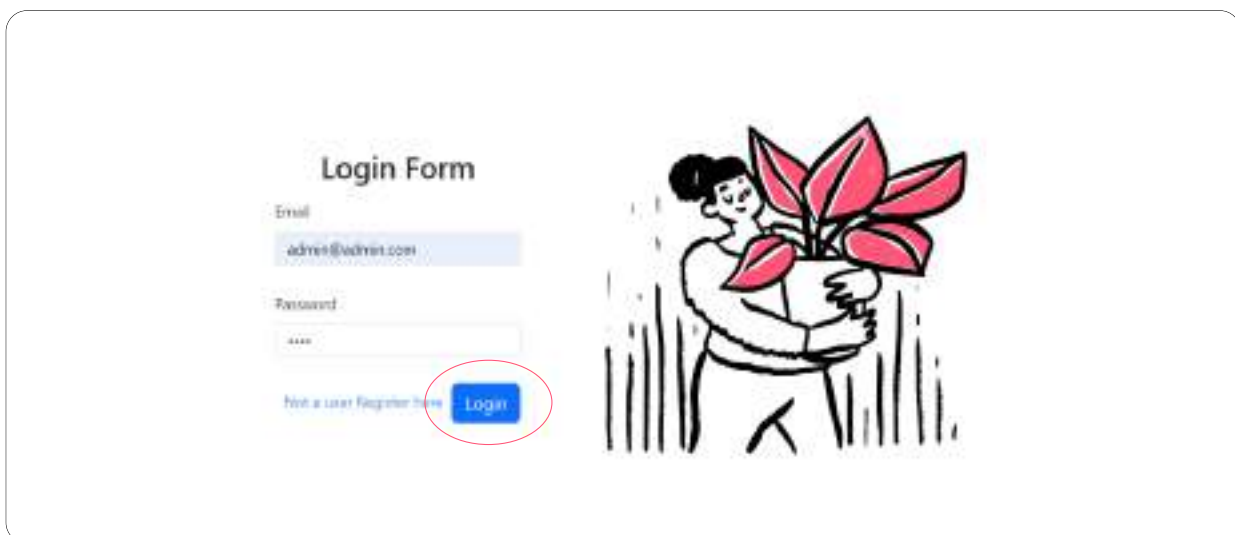 Login Form
Email
admin@admin.com
Password
••••
Not a user Register here
Login